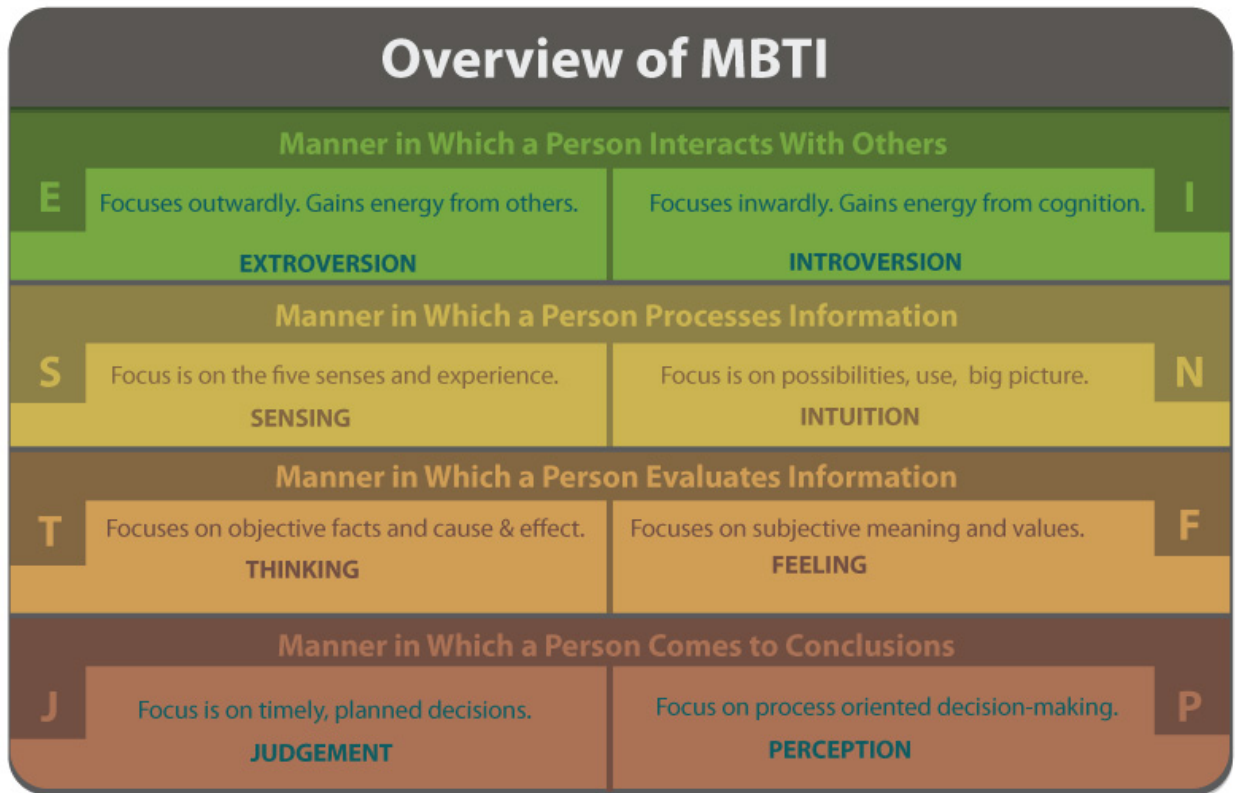 Overview of MBTI
Manner in Which a Person Interacts With Others
E
Focuses outwardly. Gains energy from others.
EXTROVERSION
Focuses inwardly. Gains energy from cognition.
INTROVERSION
I
Manner in Which a Person Processes Information
S
Focus is on the five senses and experience.
SENSING
Focus is on possibilities, use, big picture.
INTUITION
N
Manner in Which a Person Evaluates Information
T
Focuses on objective facts and cause & effect.
THINKING
Focuses on subjective meaning and values.
FEELING
F
Manner in Which a Person Comes to Conclusions
J
Focus is on timely, planned decisions.
JUDGEMENT
Focus on process oriented decision-making.
PERCEPTION
P